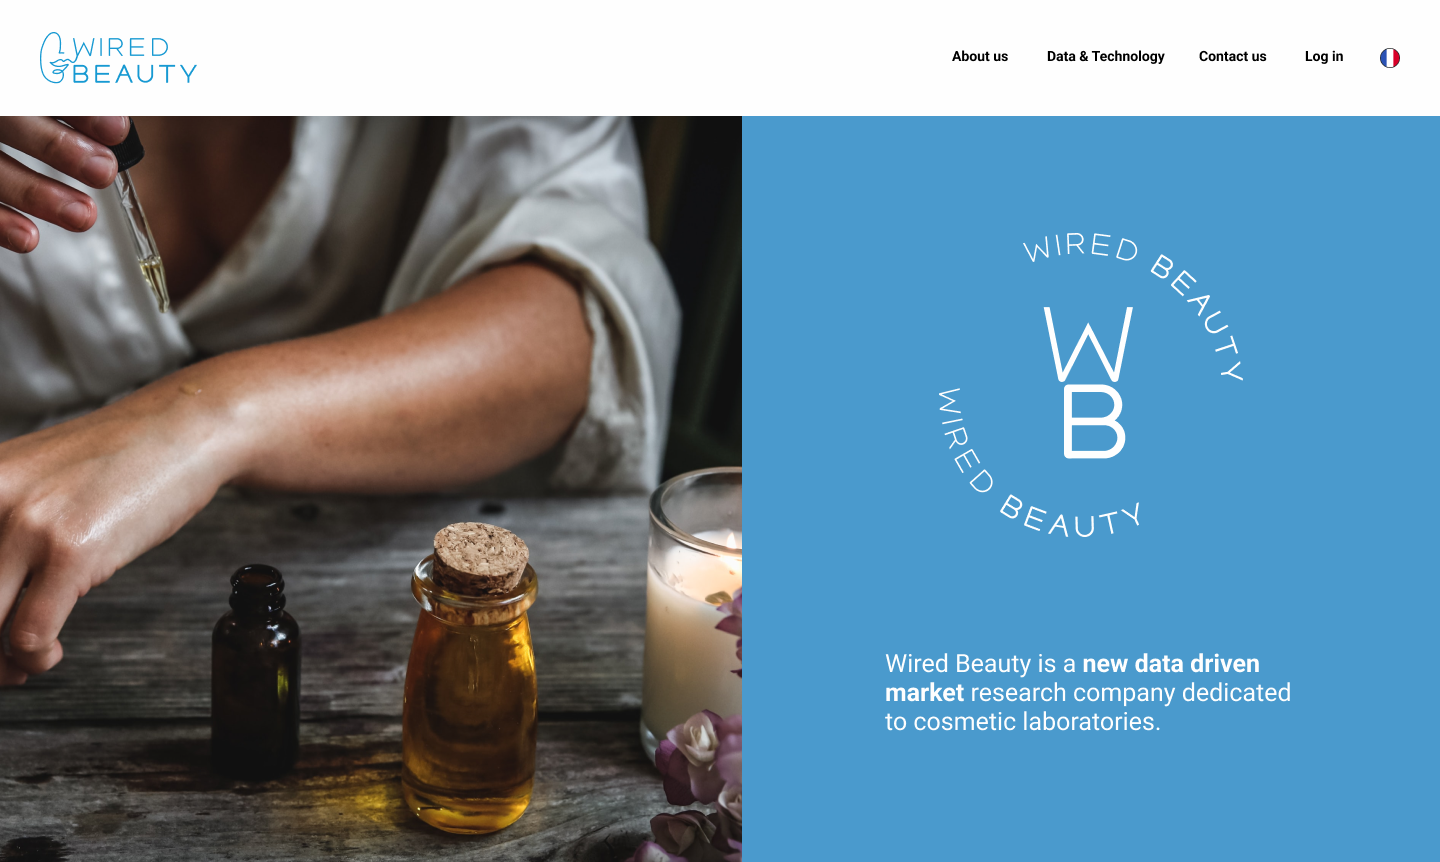 WIRED
BEAUTY
About us
Data & Technology
Contact us
Log in
WIRED BEAUTY
W
B
WIRED BEAUTY
Wired Beauty is a new data driven
market research company dedicated
to cosmetic laboratories.